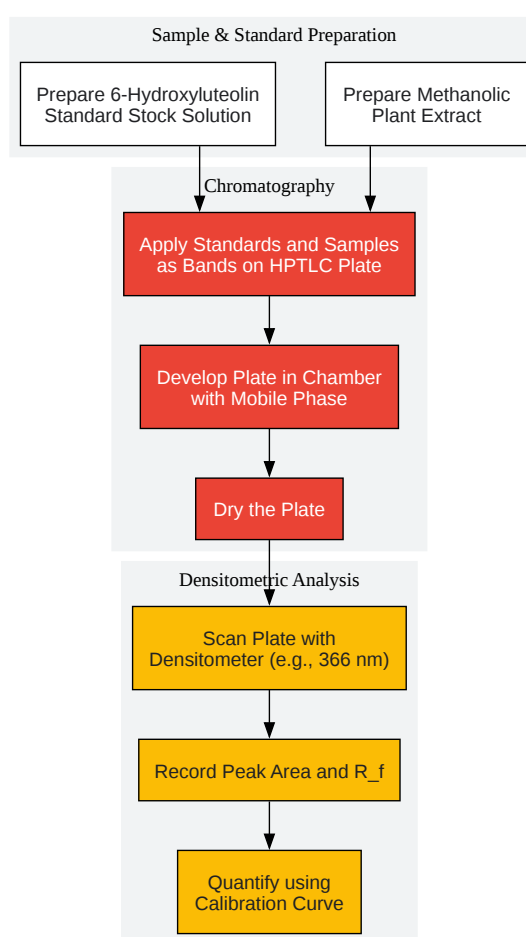 Sample & Standard Preparation
Prepare 6-Hydroxyluteolin
Standard Stock Solution
Prepare Methanolic
Plant Extract
Chromatography
Apply Standards and Samples
as Bands on HPTLC Plate
Develop Plate in Chamber
with Mobile Phase
Dry the Plate
Densitometric Analysis
Scan Plate with
Densitometer (e.g., 366 nm)
Record Peak Area and R_f
Quantify using
Calibration Curve